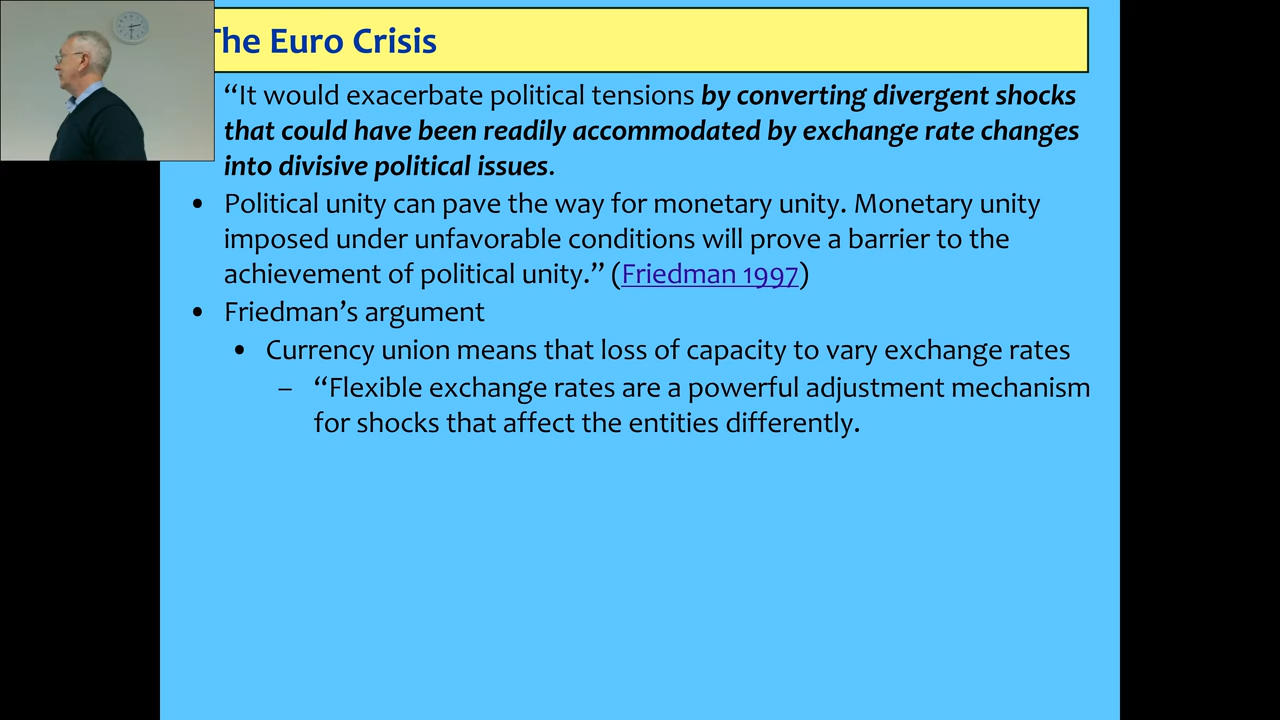 The Euro Crisis
“It would exacerbate political tensions by converting divergent shocks
that could have been readily accommodated by exchange rate changes
into divisive political issues.
• Political unity can pave the way for monetary unity. Monetary unity
imposed under unfavorable conditions will prove a barrier to the
achievement of political unity.” (Friedman 1997)
• Friedman’s argument
• Currency union means that loss of capacity to vary exchange rates
– “Flexible exchange rates are a powerful adjustment mechanism
for shocks that affect the entities differently.